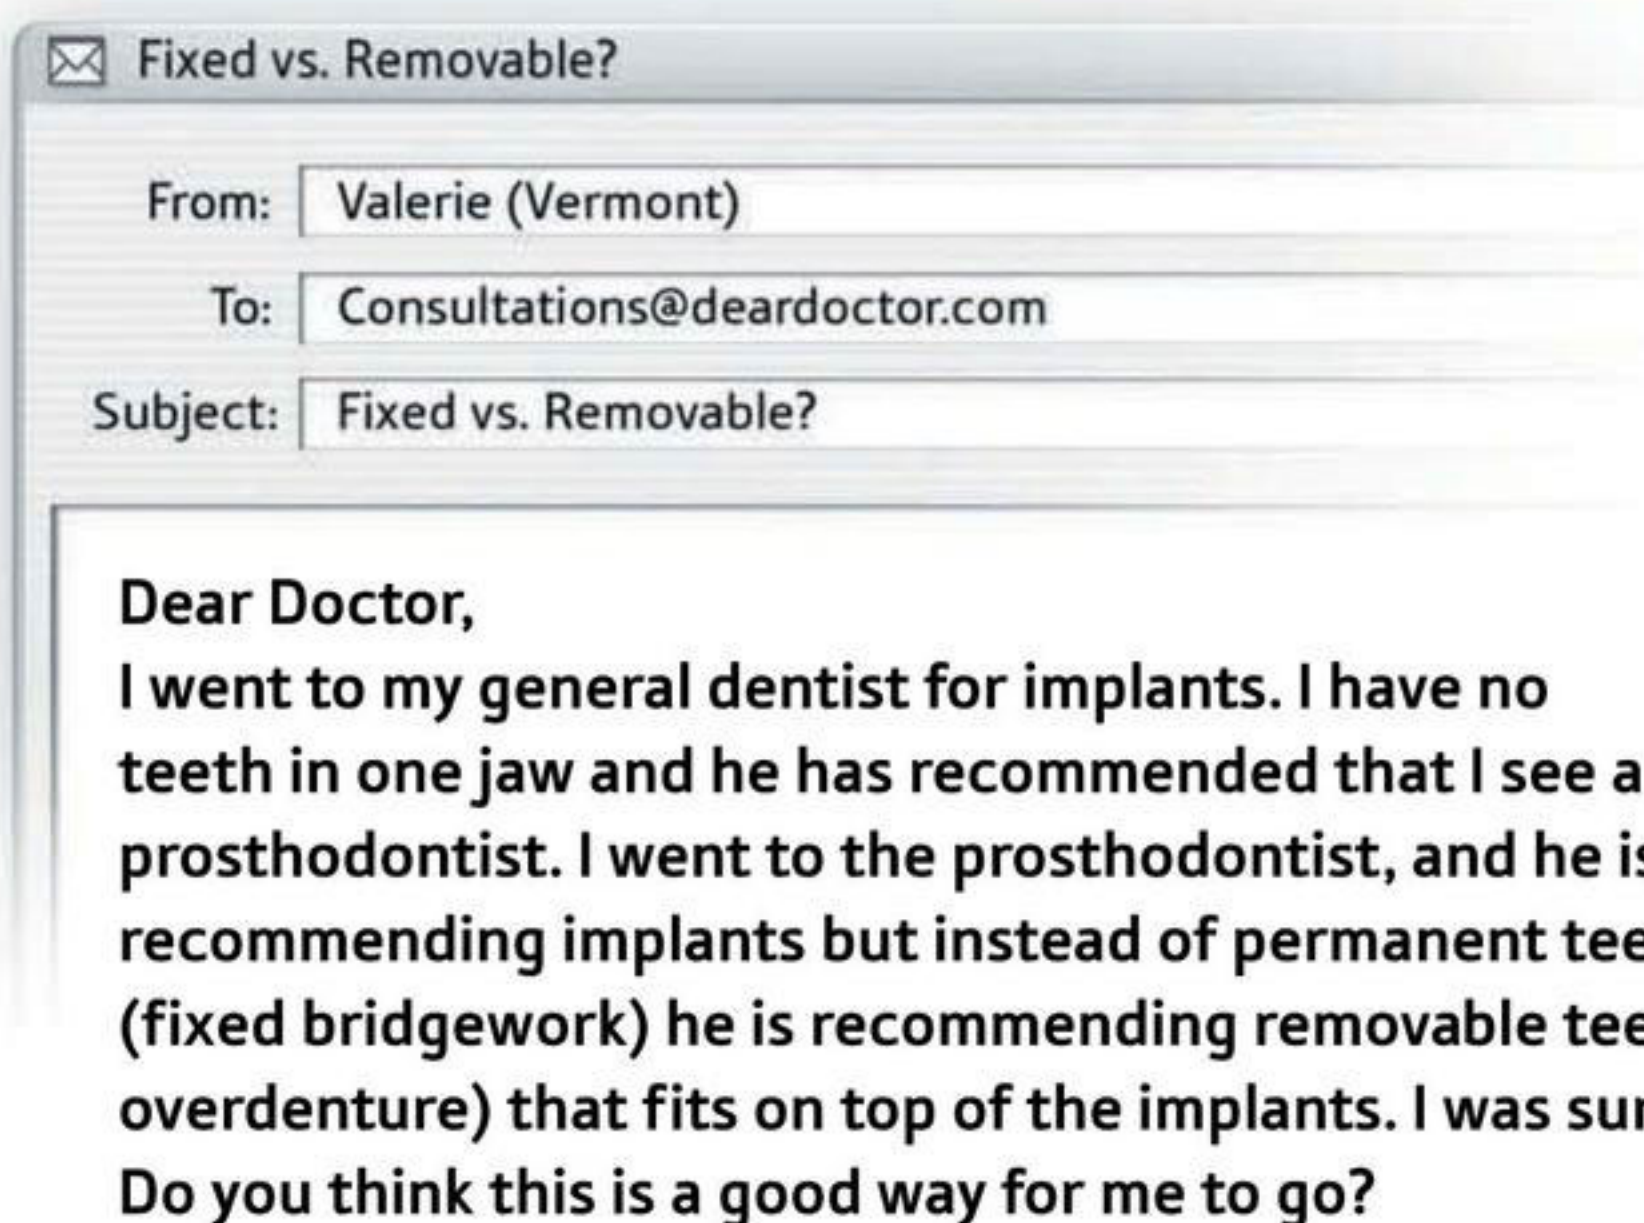 Fixed vs. Removable?
From: Valerie (Vermont)
To: Consultations@deardoctor.com
Subject: Fixed vs. Removable?
Dear Doctor,
I went to my general dentist for implants. I have no
teeth in one jaw and he has recommended that I see a
prosthodontist. I went to the prosthodontist, and he is
recommending implants but instead of permanent
(fixed bridgework) he is recommending removable
overdenture) that fits on top of the implants. I was
Do you think this is a good way for me to go?